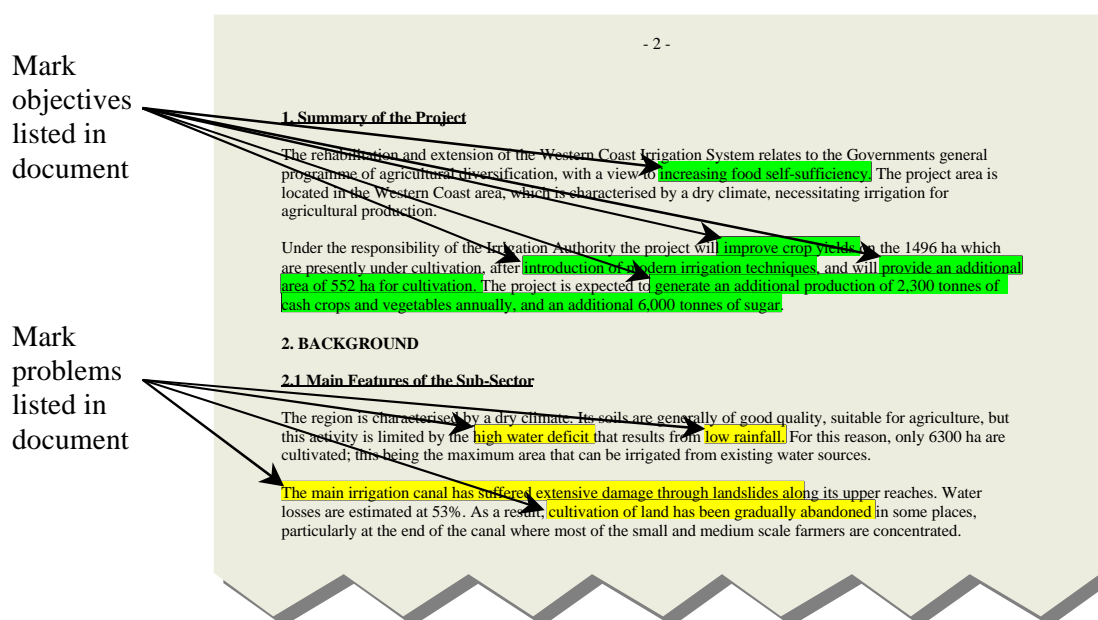 - 2 -
Mark
objectives
listed in
document
1. Summary of the Project
The rehabilitation and extension of the Western Coast Irrigation System relates to the Governments general
programme of agricultural diversification, with a view to increasing food self-sufficiency. The project area is
located in the Western Coast area, which is characterised by a dry climate, necessitating irrigation for
agricultural production.
Under the responsibility of the Irrigation Authority the project will improve crop yields on the 1496 ha which
are presently under cultivation, after introduction of modern irrigation techniques, and will provide an additional
area of 552 ha for cultivation. The project is expected to generate an additional production of 2,300 tonnes of
cash crops and vegetables annually, and an additional 6,000 tonnes of sugar.
Mark
problems
listed in
document
2. BACKGROUND
2.1 Main Features of the Sub-Sector
The region is characterised by a dry climate. Its soils are generally of good quality, suitable for agriculture, but
this activity is limited by the high water deficit that results from low rainfall. For this reason, only 6300 ha are
cultivated; this being the maximum area that can be irrigated from existing water sources.
The main irrigation canal has suffered extensive damage through landslides along its upper reaches. Water
losses are estimated at 53%. As a result, cultivation of land has been gradually abandoned in some places,
particularly at the end of the canal where most of the small and medium scale farmers are concentrated.